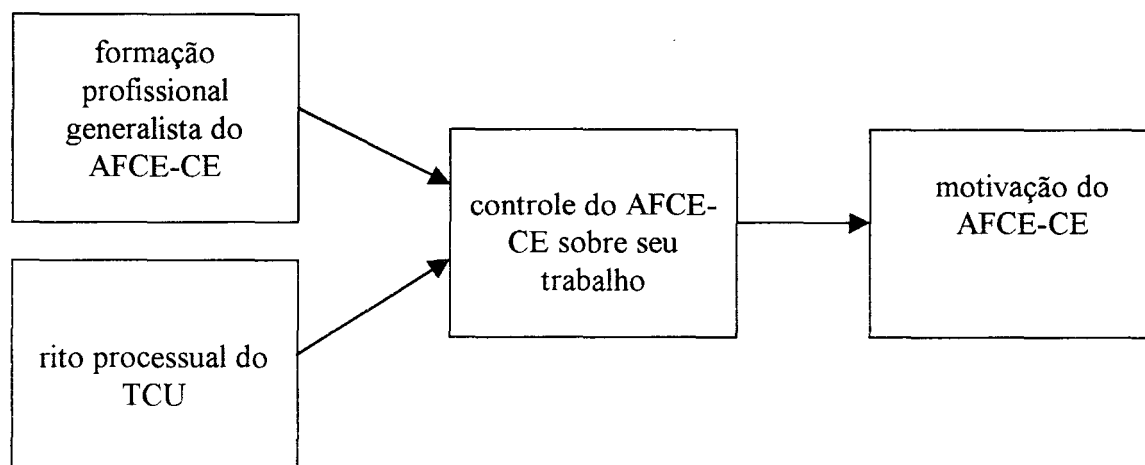 formação
profissional
generalista do
AFCE-CE
rito processual do
TCU
controle do AFCE-
CE sobre seu
trabalho
motivação do
AFCE-CE